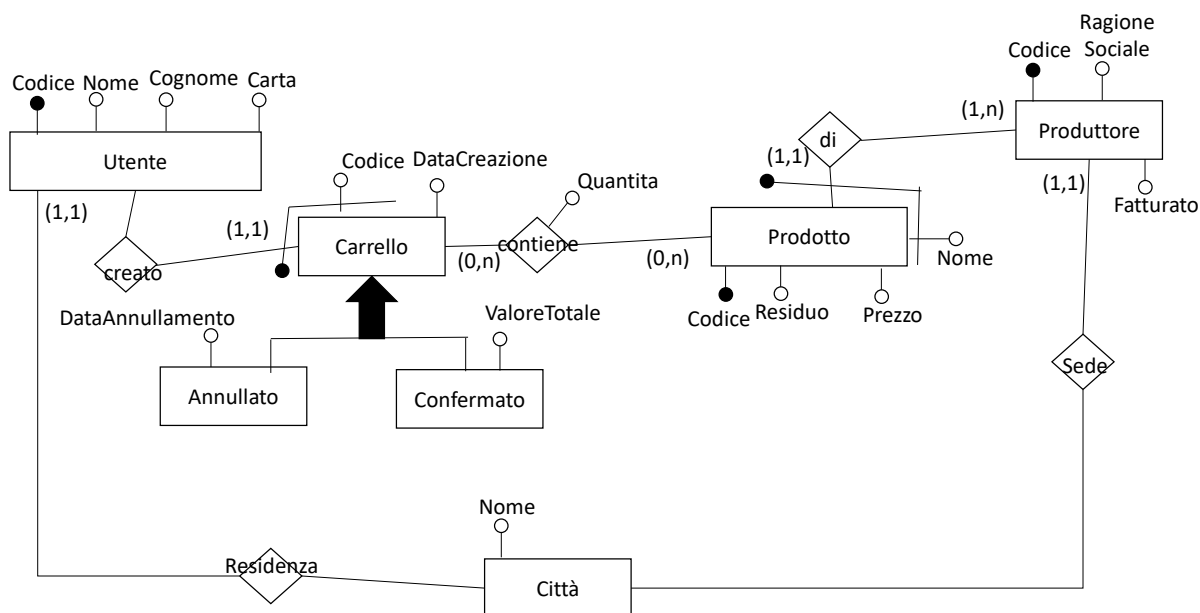 Ragione
Sociale
Codice
Codice Nome Cognome Carta
(1,n)
Produttore
di
Utente
Codice DataCreazione
(1,1)
Quantita
(1,1)
Fatturato
(1,1)
(1,1)
Carrello
contiene
Prodotto
creato
(0,n)
(0,n)
Nome
DataAnnullamento
ValoreTotale
Codice Residuo Prezzo
Sede
Annullato
Confermato
Nome
Residenza
Città